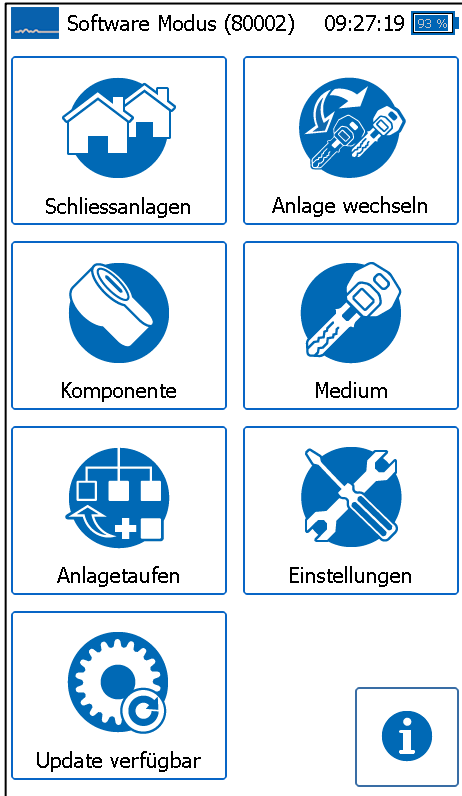 Software Modus (80002) 09:27:19 93 %
Schliessanlagen Anlage wechseln
Komponente Medium
Anlagetaufen Einstellungen
Update verfügbar